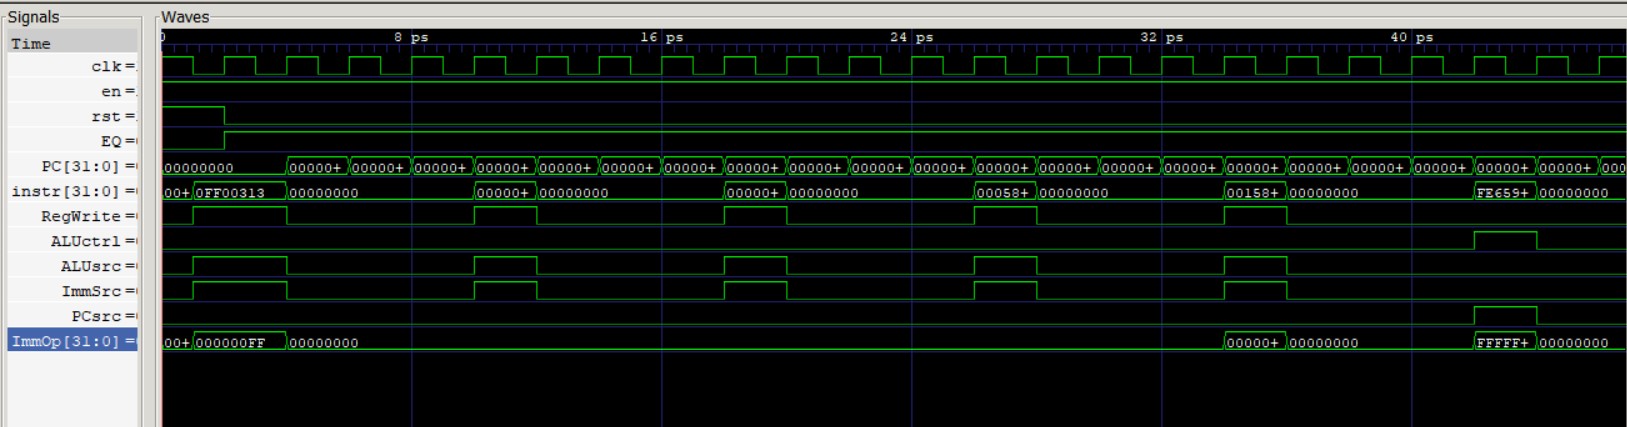 Signals Waves
Time 0 8 ps 16 ps 24 ps 32 ps 40 ps
clk=
en=
rst=
EQ=
PC[31:0]= 00000000 00000+ 00000+ 00000+ 00000+ 00000+ 00000+ 00000+ 00000+ 00000+ 00000+ 00000+ 00000+ 00000+ 00000+ 00000+ 00000+ 00000+ 00000+ 00000+ 00000+ 00000+ 000
instr[31:0]= 00+ 0FF00313 00000000 00000+ 00000000 00000+ 00000000 00058+ 00000000 00158+ 00000000 FE659+ 00000000
RegWrite=
ALUctrl=
ALUsrc=
ImmSrc=
PCsrc=
ImmOp[31:0]= 00+ 000000FF 00000000 00000+ 00000000 FFFFF+ 00000000